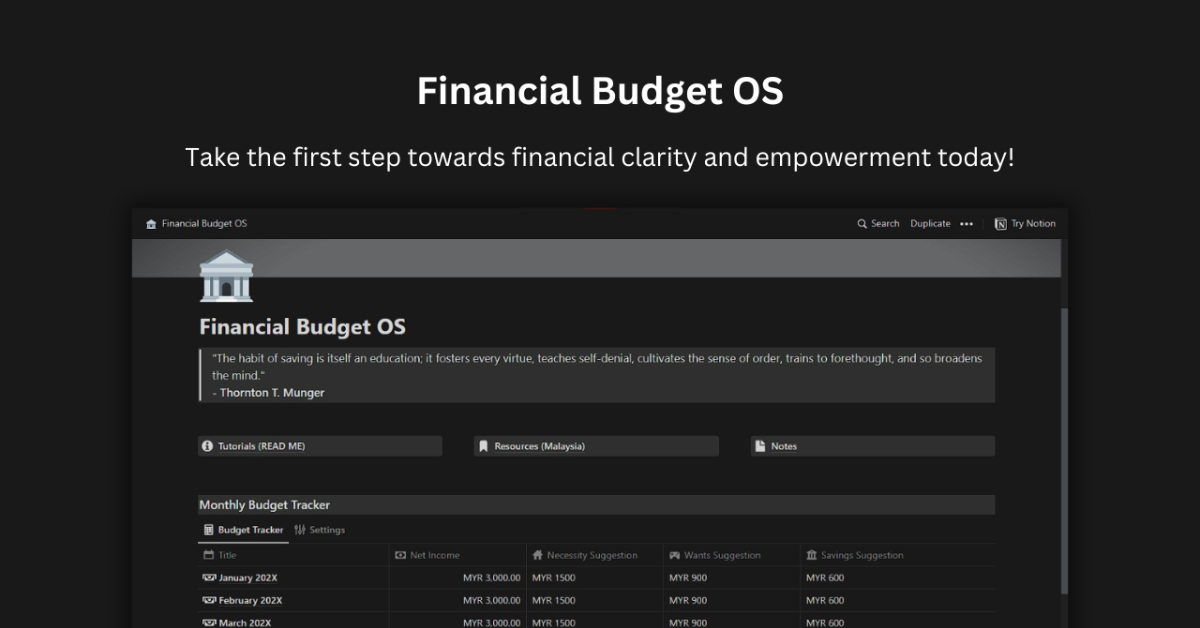 Financial Budget OS
Take the first step towards financial clarity and empowerment today!
Financial Budget OS Search Duplicate ••• Try Notion
Financial Budget OS
"The habit of saving is itself an education; it fosters every virtue, teaches self-denial, cultivates the sense of order, trains to forethought, and so broadens
the mind."
- Thornton T. Munger
Tutorials (READ ME) Resources (Malaysia) Notes
Monthly Budget Tracker
Budget Tracker Settings
Title Net Income Necessity Suggestion Wants Suggestion Savings Suggestion
January 202X MYR 3,000.00 MYR 1500 MYR 900 MYR 600
February 202X MYR 3,000.00 MYR 1500 MYR 900 MYR 600
March 202X MYR 3,000.00 MYR 1500 MYR 900 MYR 600